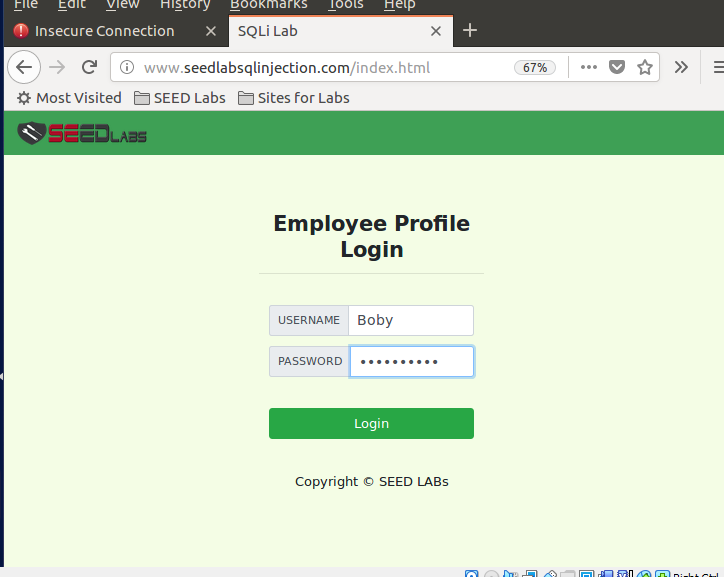 File Edit View History Bookmarks Tools Help
Insecure Connection SQLi Lab
www.seedlabsqlinjection.com/index.html 67%
Most Visited SEED Labs Sites for Labs
SEEDLABS
Employee Profile
Login
USERNAME Boby
PASSWORD ••••••••••
Login
Copyright © SEED LABs
Right Ctrl